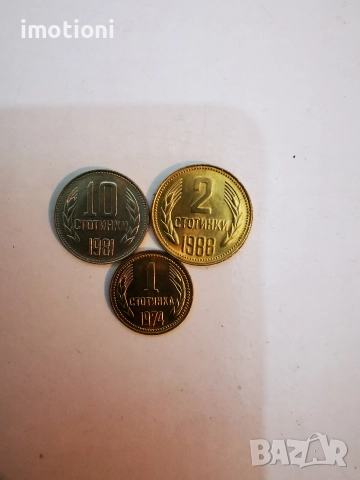 imotioni
10
СТОТИНКИ
1981
2
СТОТИНКИ
1988
1
СТОТИНКА
1974
BAZAR